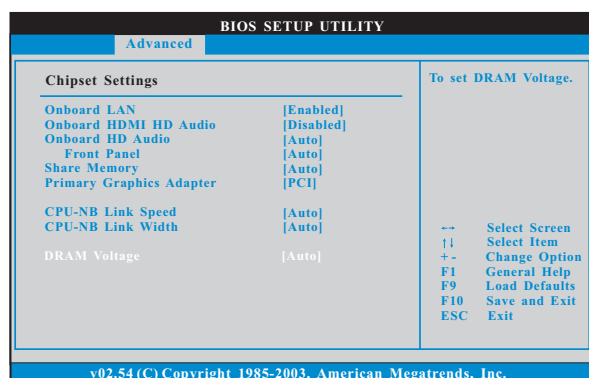 BIOS SETUP UTILITY
Advanced
Chipset Settings
Onboard LAN [Enabled]
Onboard HDMI HD Audio [Disabled]
Onboard HD Audio [Auto]
Front Panel [Auto]
Share Memory [Auto]
Primary Graphics Adapter [PCI]
CPU-NB Link Speed [Auto]
CPU-NB Link Width [Auto]
DRAM Voltage [Auto]
To set DRAM Voltage.
↔ Select Screen
↑↓ Select Item
+ - Change Option
F1 General Help
F9 Load Defaults
F10 Save and Exit
ESC Exit
v02.54 (C) Copyright 1985-2003, American Megatrends, Inc.